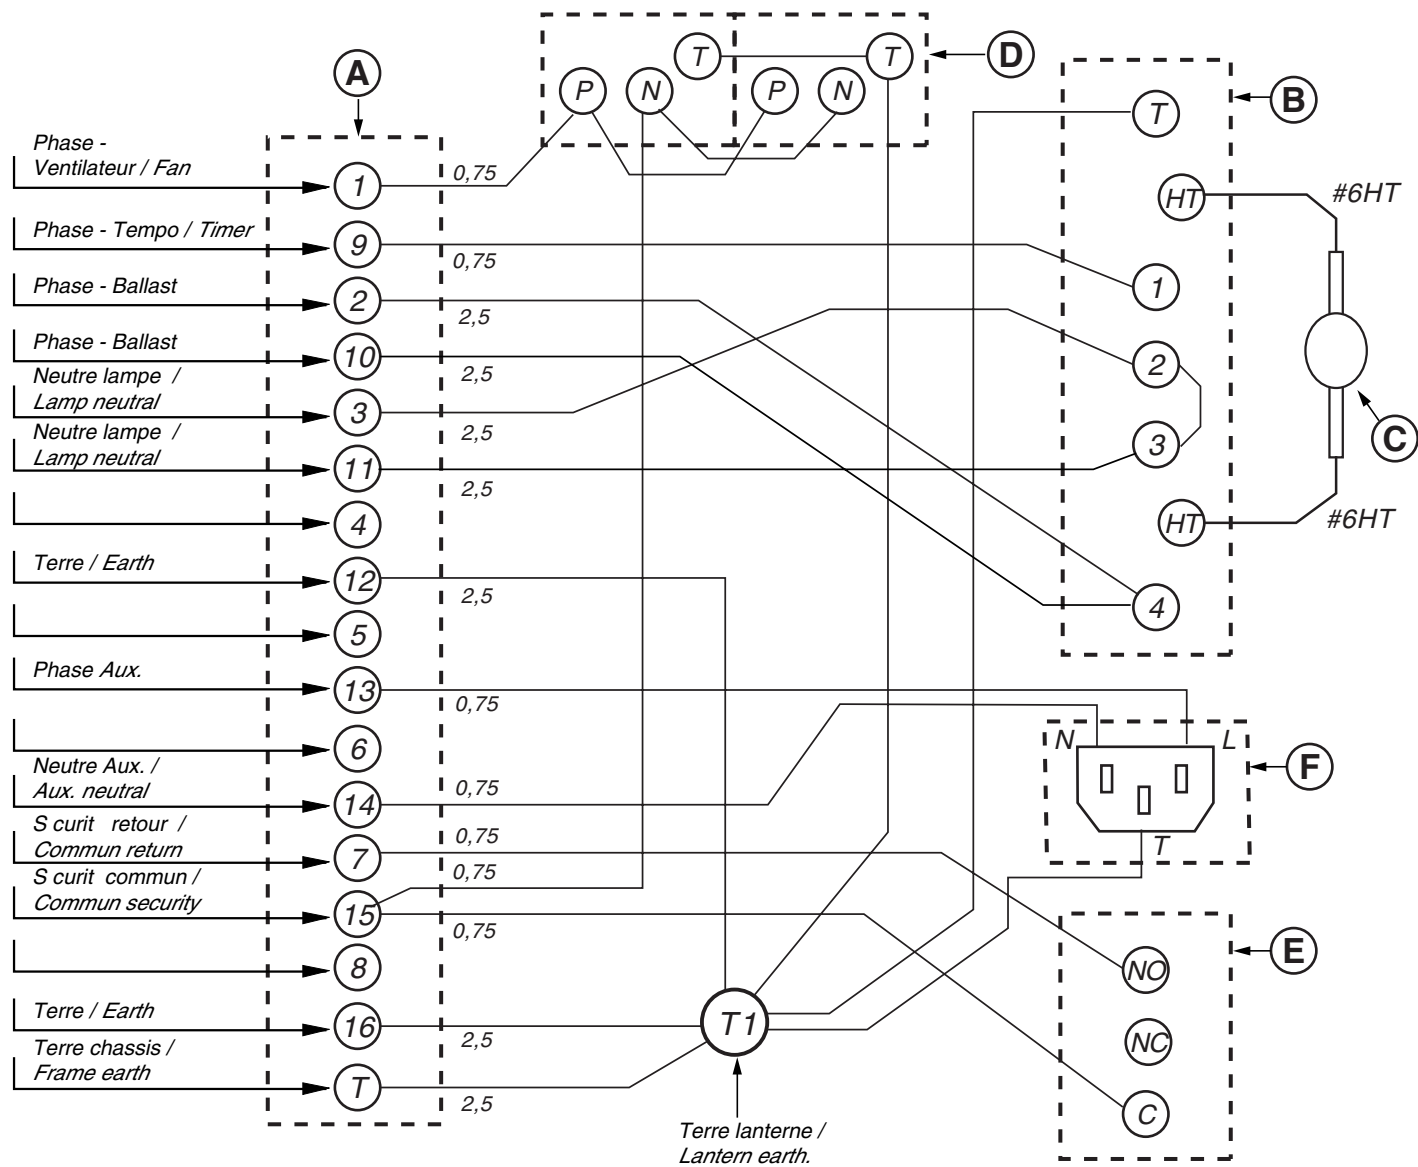 A
D
B
T
T
P
N
P
N
T
Phase -
Ventilateur / Fan
1
0,75
HT
#6HT
Phase - Tempo / Timer
9
0,75
1
Phase - Ballast
2
2,5
Phase - Ballast
10
2,5
2
Neutre lampe /
Lamp neutral
3
2,5
3
C
Neutre lampe /
Lamp neutral
11
2,5
4
HT
#6HT
Terre / Earth
12
2,5
4
5
Phase Aux.
13
0,75
6
N
L
F
T
Neutre Aux. /
Aux. neutral
14
0,75
S curit retour /
Commun return
7
0,75
0,75
S curit commun /
Commun security
15
0,75
E
8
NO
Terre / Earth
16
2,5
T1
NC
Terre chassis /
Frame earth
T
2,5
C
Terre lanterne /
Lantern earth.